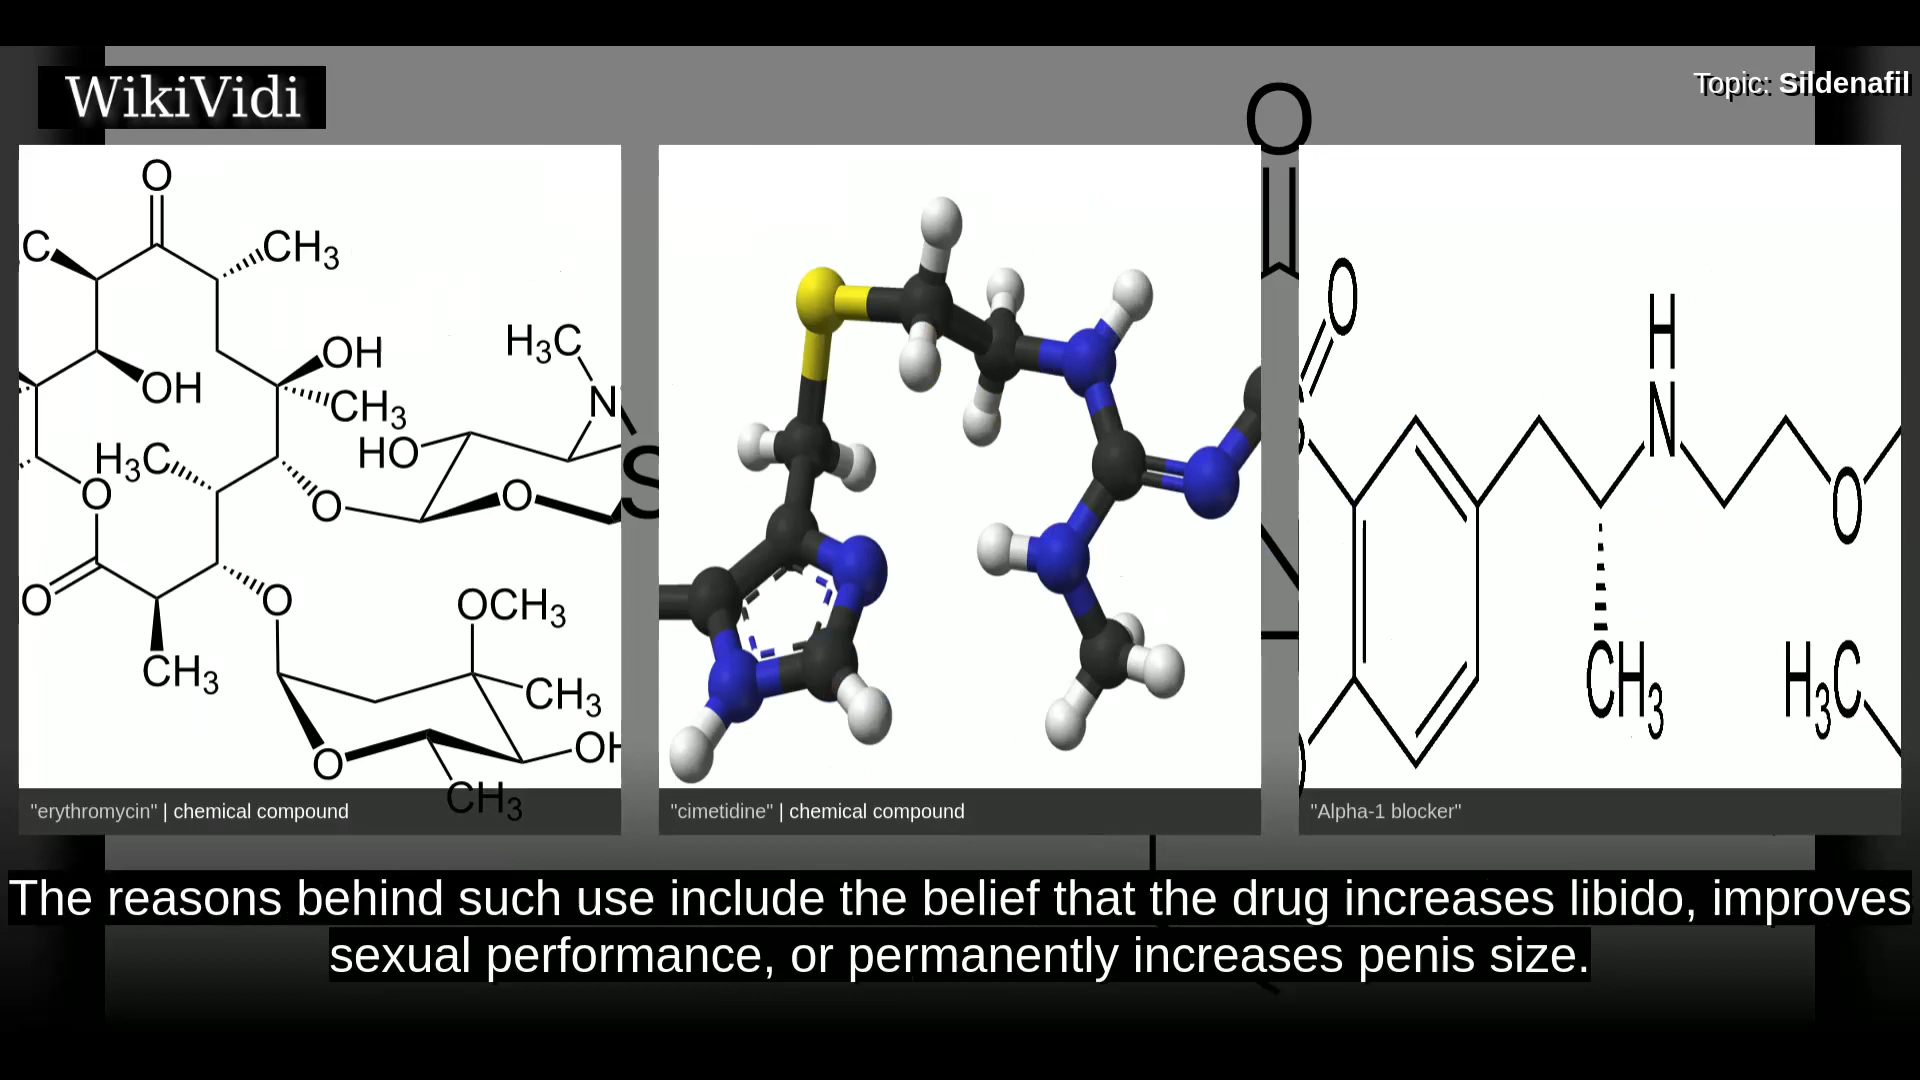 WikiVidi
Topic: Sildenafil
O
O
C
CH3
O
H
H3C
OH
N
OH
CH3
N
HO
H3C
S
O
O
O
O
O
O
OCH3
CH3
H3C
CH3
CH3
OH
O
CH3
"erythromycin" | chemical compound
"cimetidine" | chemical compound
"Alpha-1 blocker"
The reasons behind such use include the belief that the drug increases libido, improves
sexual performance, or permanently increases penis size.